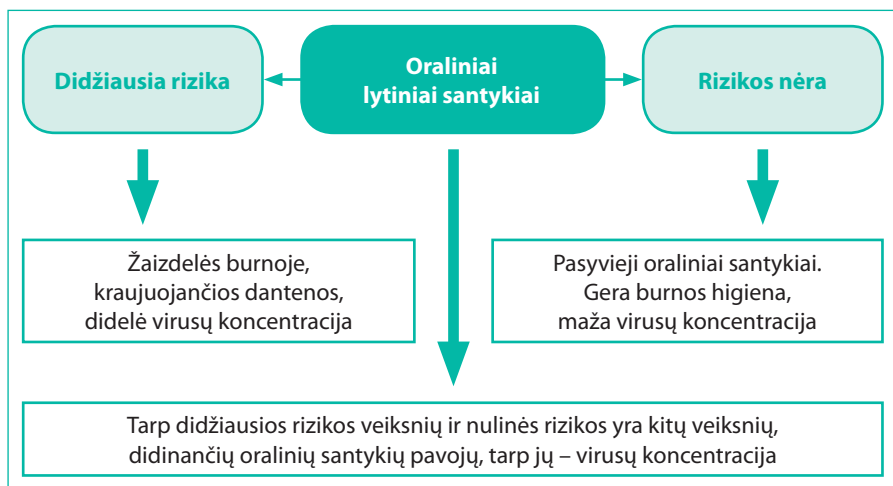 Didžiausia rizika
Oraliniai
lytiniai santykiai
Rizikos nėra
Žaizdelės burnoje,
kraujuojančios dantenos,
didelė virusų koncentracija
Pasyvieji oraliniai santykiai.
Gera burnos higiena,
maža virusų koncentracija
Tarp didžiausios rizikos veiksnių ir nulinės rizikos yra kitų veiksnių,
didinančių oralinių santykių pavojų, tarp jų – virusų koncentracija